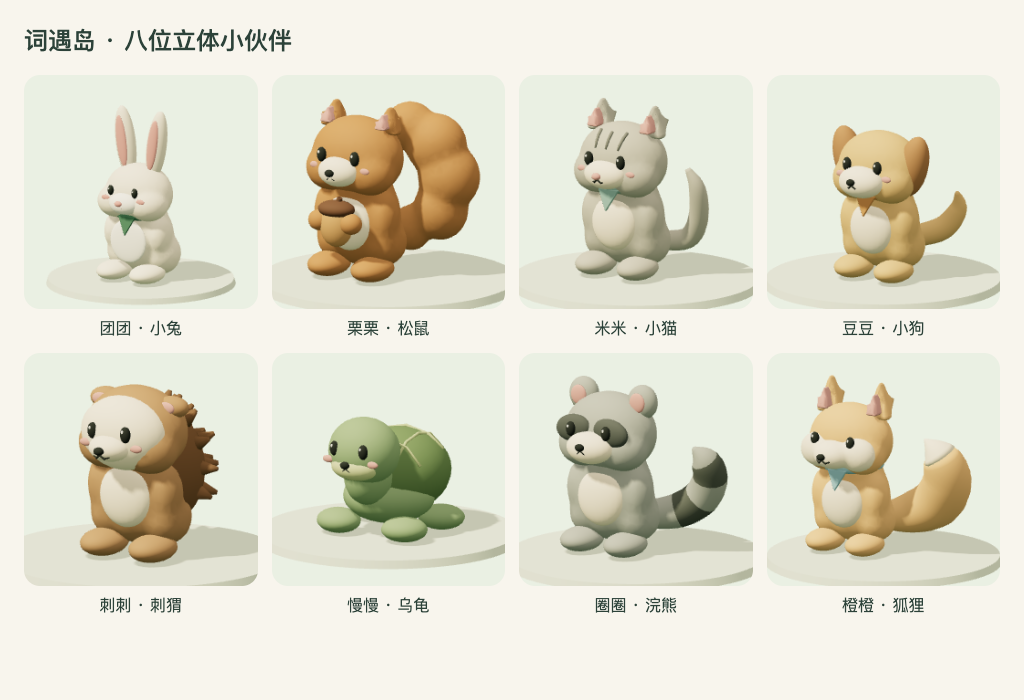 词遇岛 · 八位立体小伙伴
团团 · 小兔
栗栗 · 松鼠
米米 · 小猫
豆豆 · 小狗
刺刺 · 刺猬
慢慢 · 乌龟
圈圈 · 浣熊
橙橙 · 狐狸